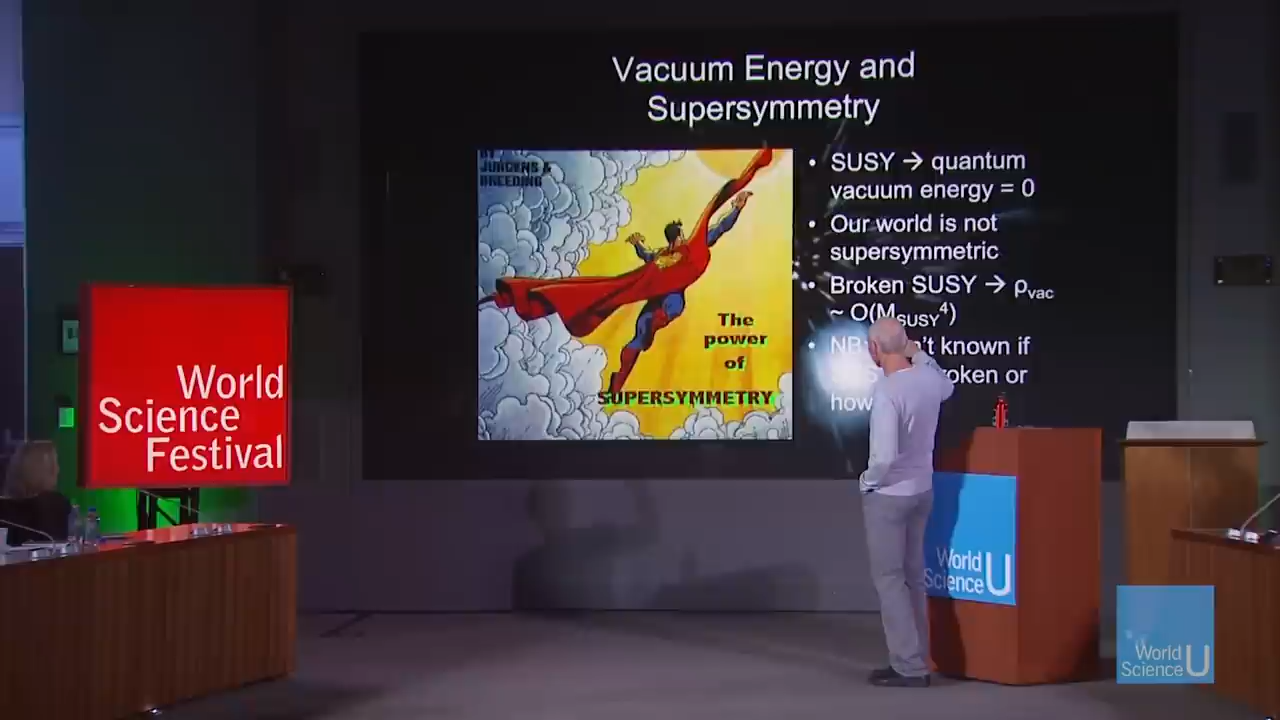 Vacuum Energy and
Supersymmetry
BY
JURGENS &
BREEDING
The
power
of
SUPERSYMMETRY
• SUSY → quantum
vacuum energy = 0
• Our world is not
supersymmetric
• Broken SUSY → ρvac
~ O(MSUSY⁴)
• NB: 't known if
oken or
how
World
Science
Festival
World
Science U
World
Science U